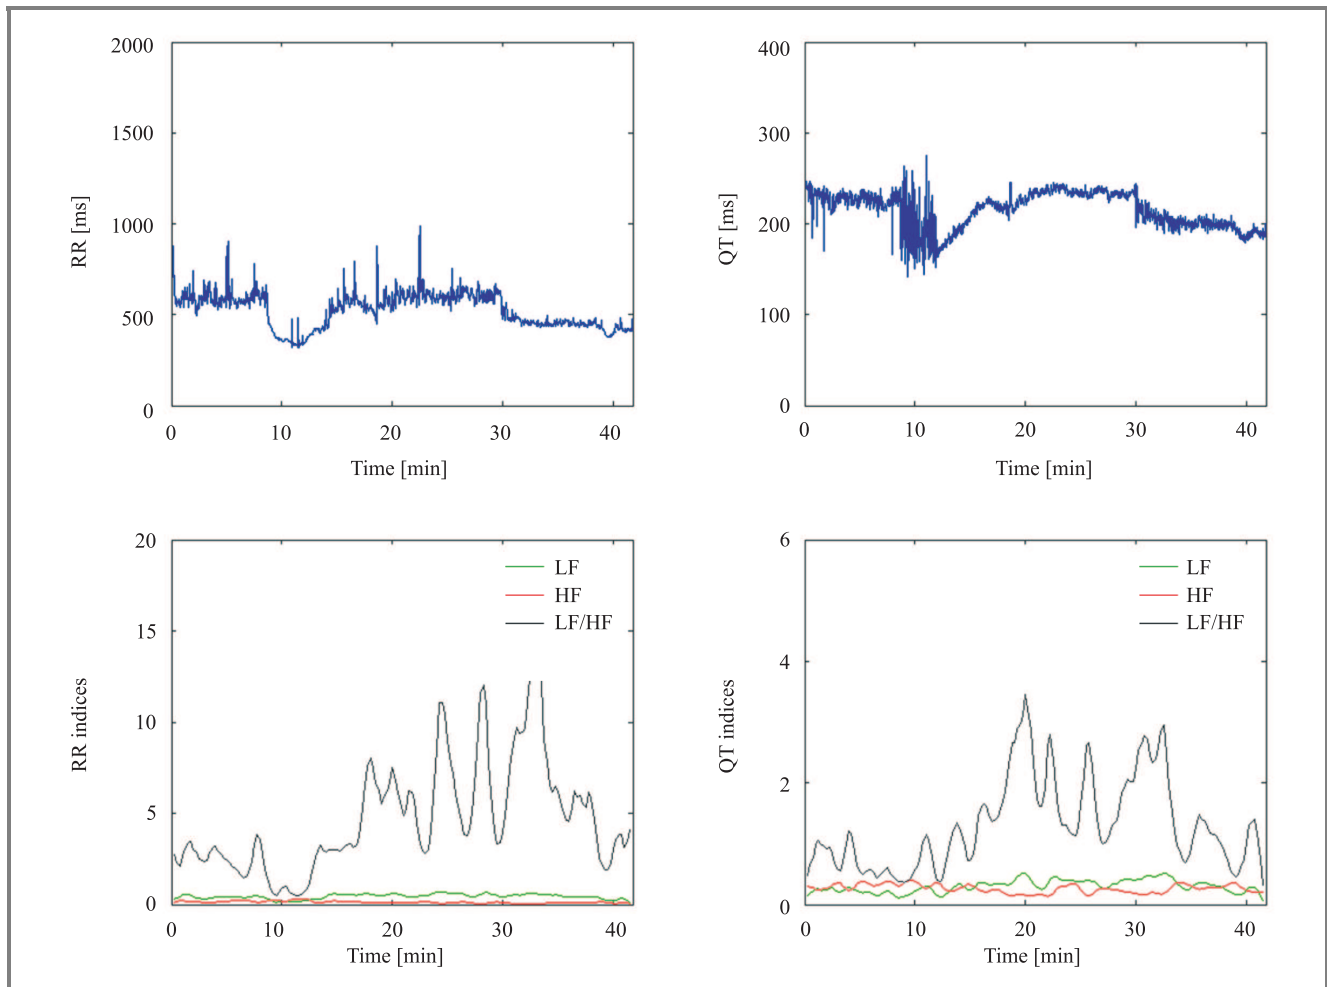 2000
1500
1000
500
0
RR [ms]
0 10 20 30 40
Time [min]
400
300
200
100
0
QT [ms]
0 10 20 30 40
Time [min]
20
15
10
5
0
RR indices
LF
HF
LF/HF
0 10 20 30 40
Time [min]
6
4
2
0
QT indices
LF
HF
LF/HF
0 10 20 30 40
Time [min]